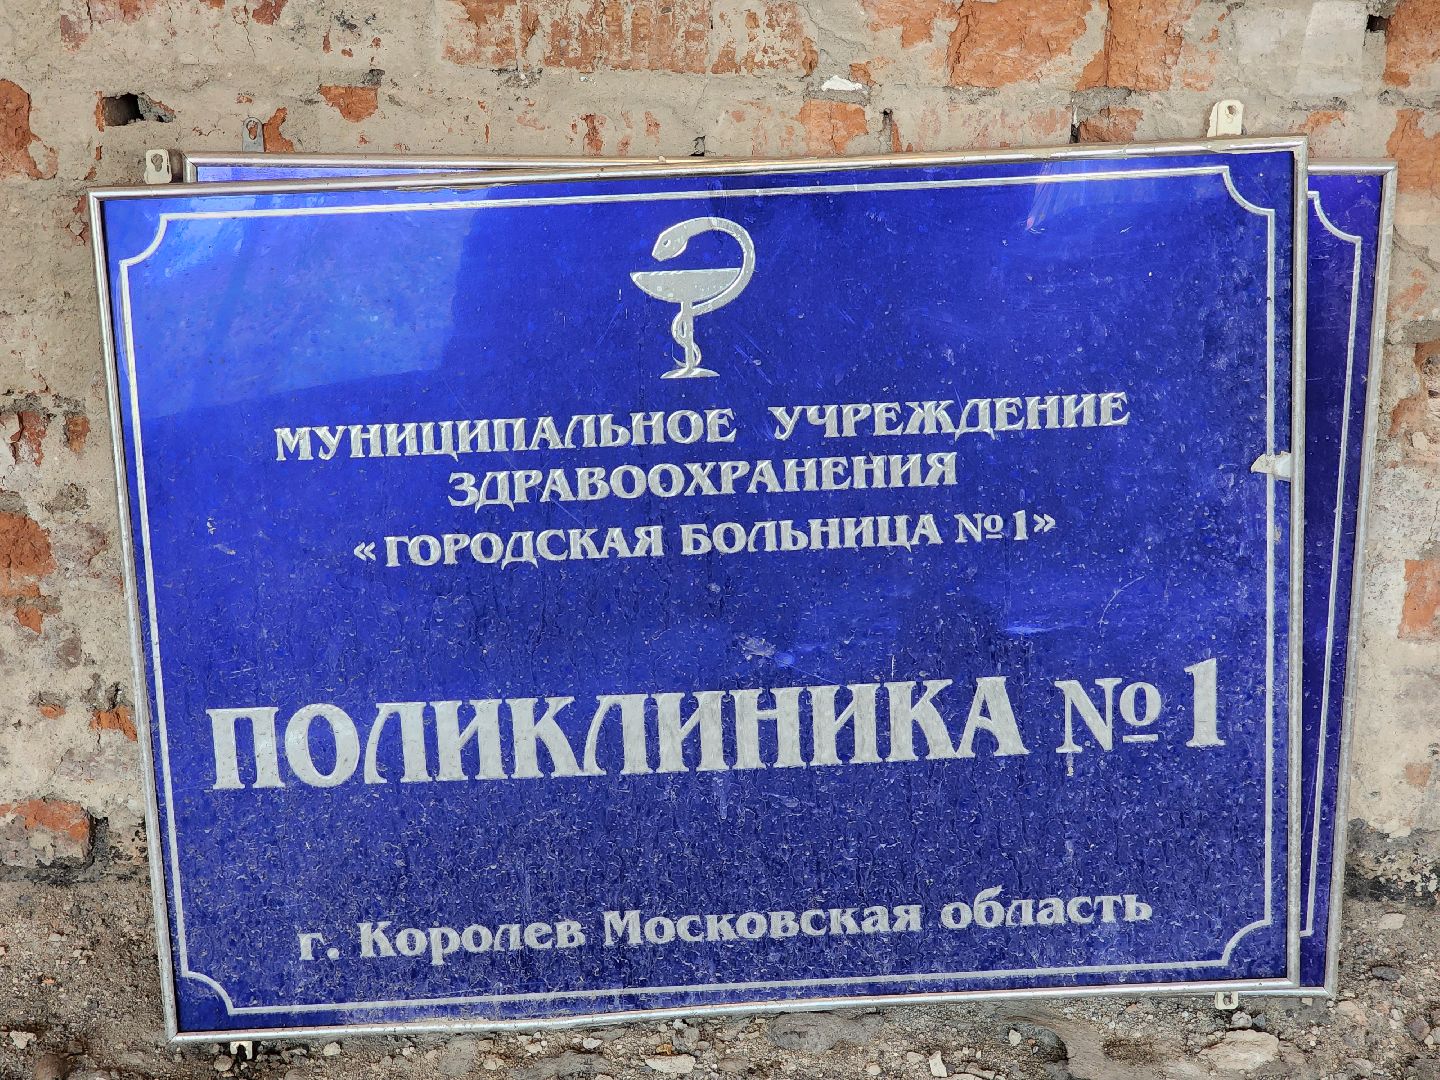 МУНИЦИПАЛЬНОЕ УЧРЕЖДЕНИЕ
ЗДРАВООХРАНЕНИЯ
«ГОРОДСКАЯ БОЛЬНИЦА №1»
ПОЛИКЛИНИКА №1
г. Королев Московская область